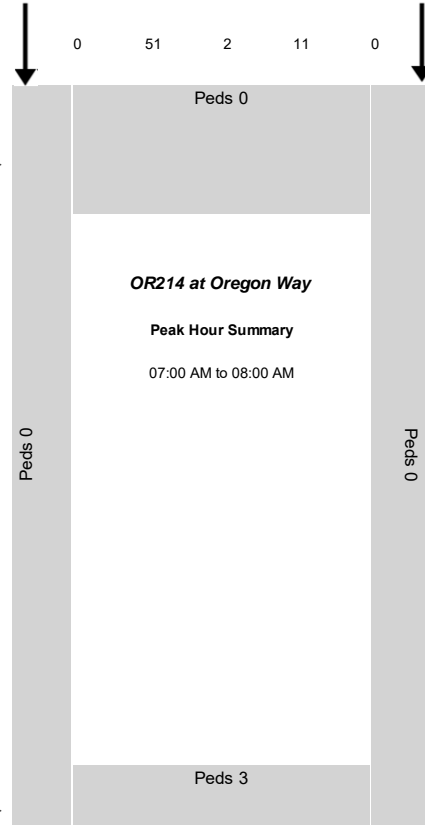 0 51 2 11 0
Peds 0
OR214 at Oregon Way
Peak Hour Summary
07:00 AM to 08:00 AM
Peds 0
Peds 0
Peds 3